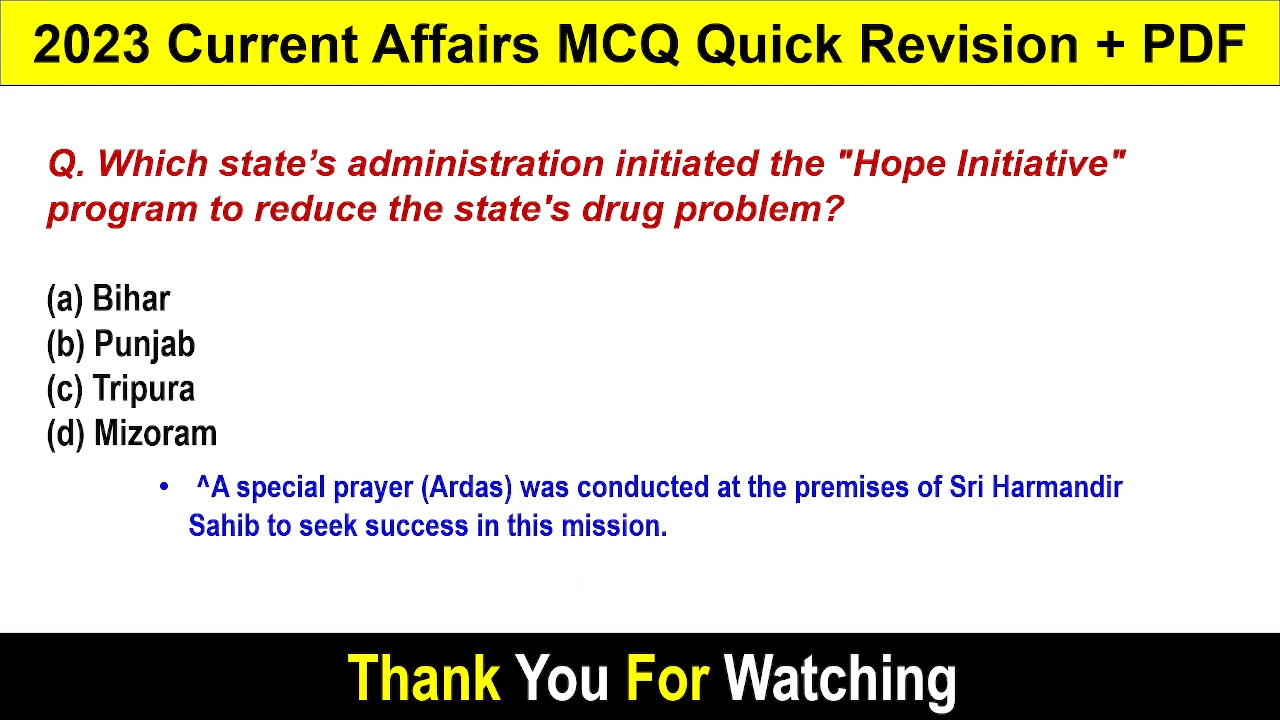 2023 Current Affairs MCQ Quick Revision + PDF
Q. Which state’s administration initiated the "Hope Initiative"
program to reduce the state's drug problem?
(a) Bihar
(b) Punjab
(c) Tripura
(d) Mizoram
• ^A special prayer (Ardas) was conducted at the premises of Sri Harmandir
Sahib to seek success in this mission.
Thank You For Watching